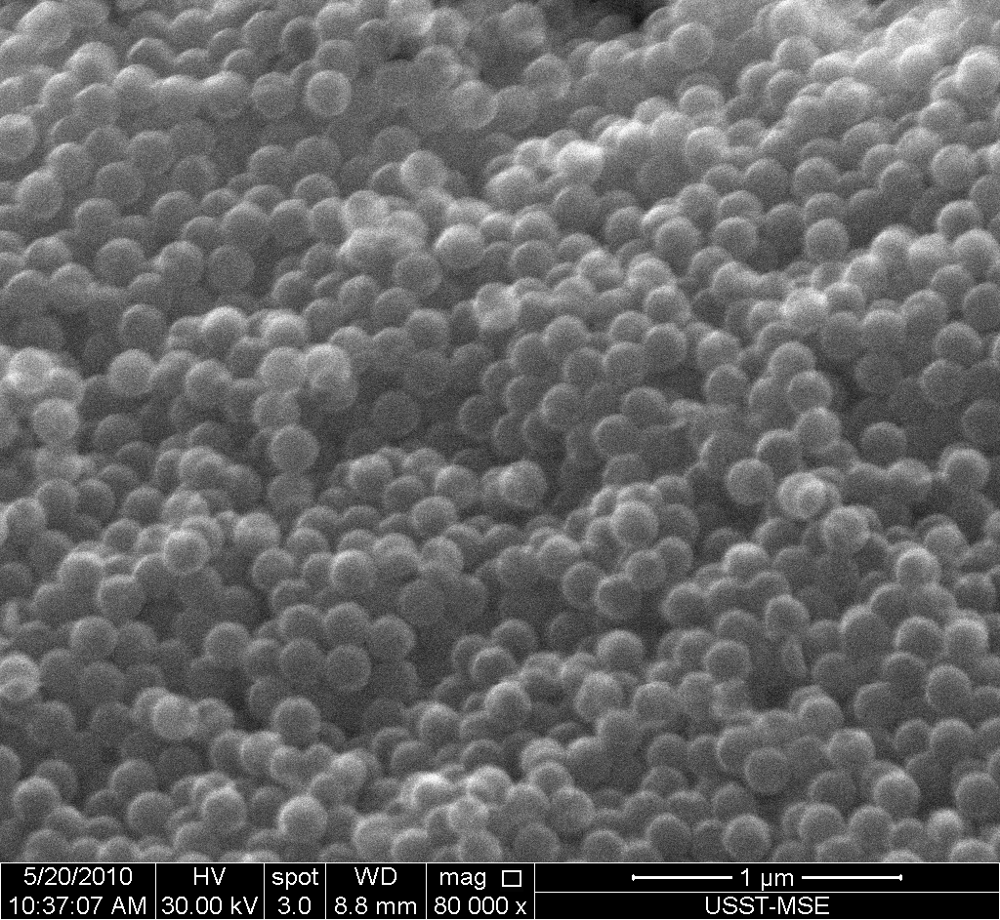 5/20/2010 HV spot WD mag □ 1 µm
10:37:07 AM 30.00 kV 3.0 8.8 mm 80 000 x USST-MSE